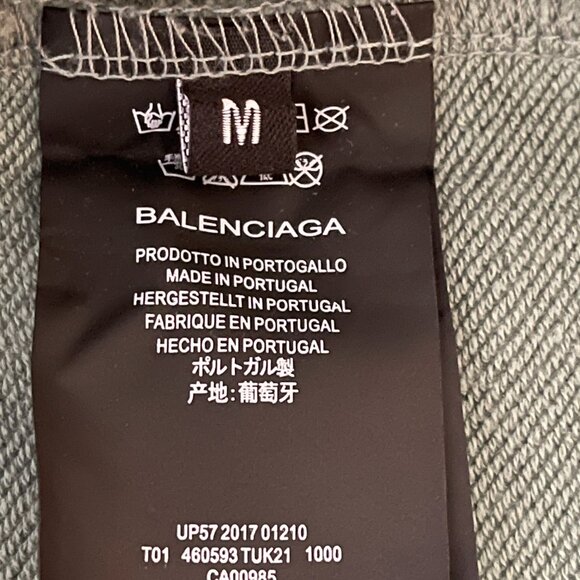 M
BALENCIAGA
PRODOTTO IN PORTOGALLO
MADE IN PORTUGAL
HERGESTELLT IN PORTUGAL
FABRIQUE EN PORTUGAL
HECHO EN PORTUGAL
ポルトガル製
产地:葡萄牙
UP57 2017 01210
T01 460593 TUK21 1000
CA00985